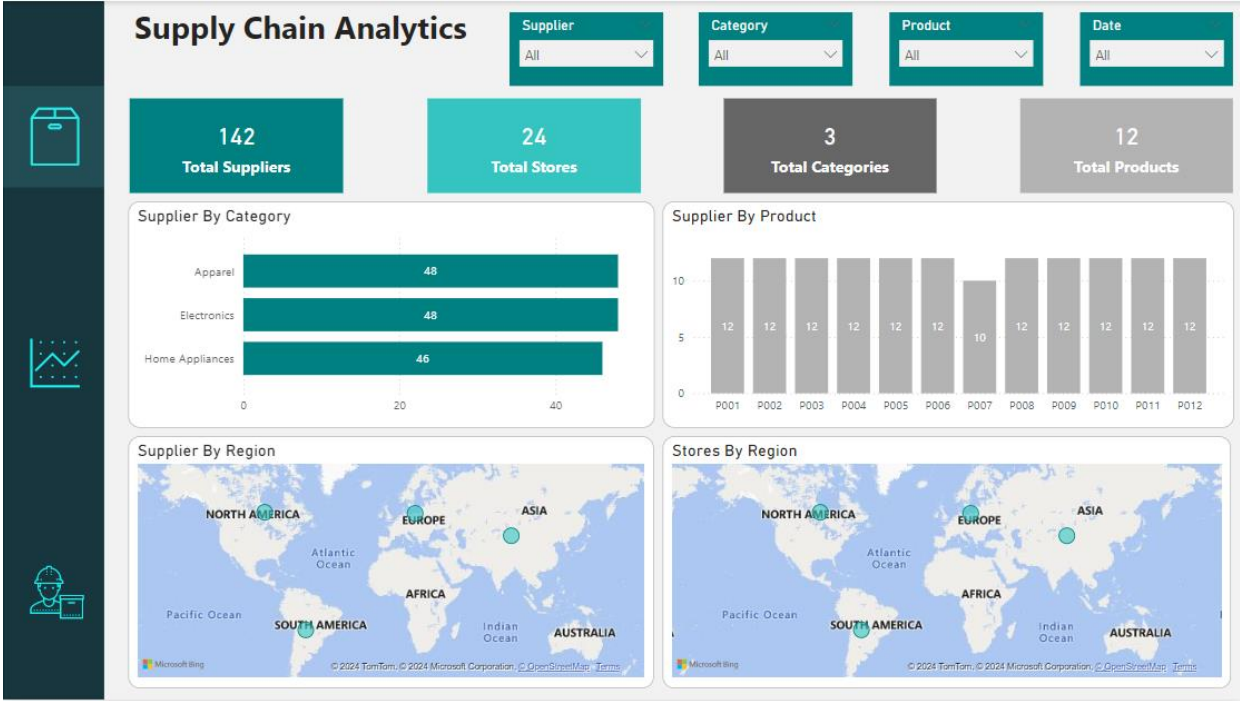 Supply Chain Analytics
Supplier
All
Category
All
Product
All
Date
All
142
Total Suppliers
24
Total Stores
3
Total Categories
12
Total Products
Supplier By Category
Apparel
48
Electronics
48
Home Appliances
46
0 20 40
Supplier By Product
10
5
0
12 12 12 12 12 12 10 12 12 12 12 12
P001 P002 P003 P004 P005 P006 P007 P008 P009 P010 P011 P012
Supplier By Region
NORTH AMERICA
EUROPE
ASIA
Atlantic
Ocean
AFRICA
Pacific Ocean
SOUTH AMERICA
Indian
Ocean
AUSTRALIA
Microsoft Bing
© 2024 TomTom, © 2024 Microsoft Corporation, © OpenStreetMap Terms
Stores By Region
NORTH AMERICA
EUROPE
ASIA
Atlantic
Ocean
AFRICA
Pacific Ocean
SOUTH AMERICA
Indian
Ocean
AUSTRALIA
Microsoft Bing
© 2024 TomTom, © 2024 Microsoft Corporation, © OpenStreetMap Terms